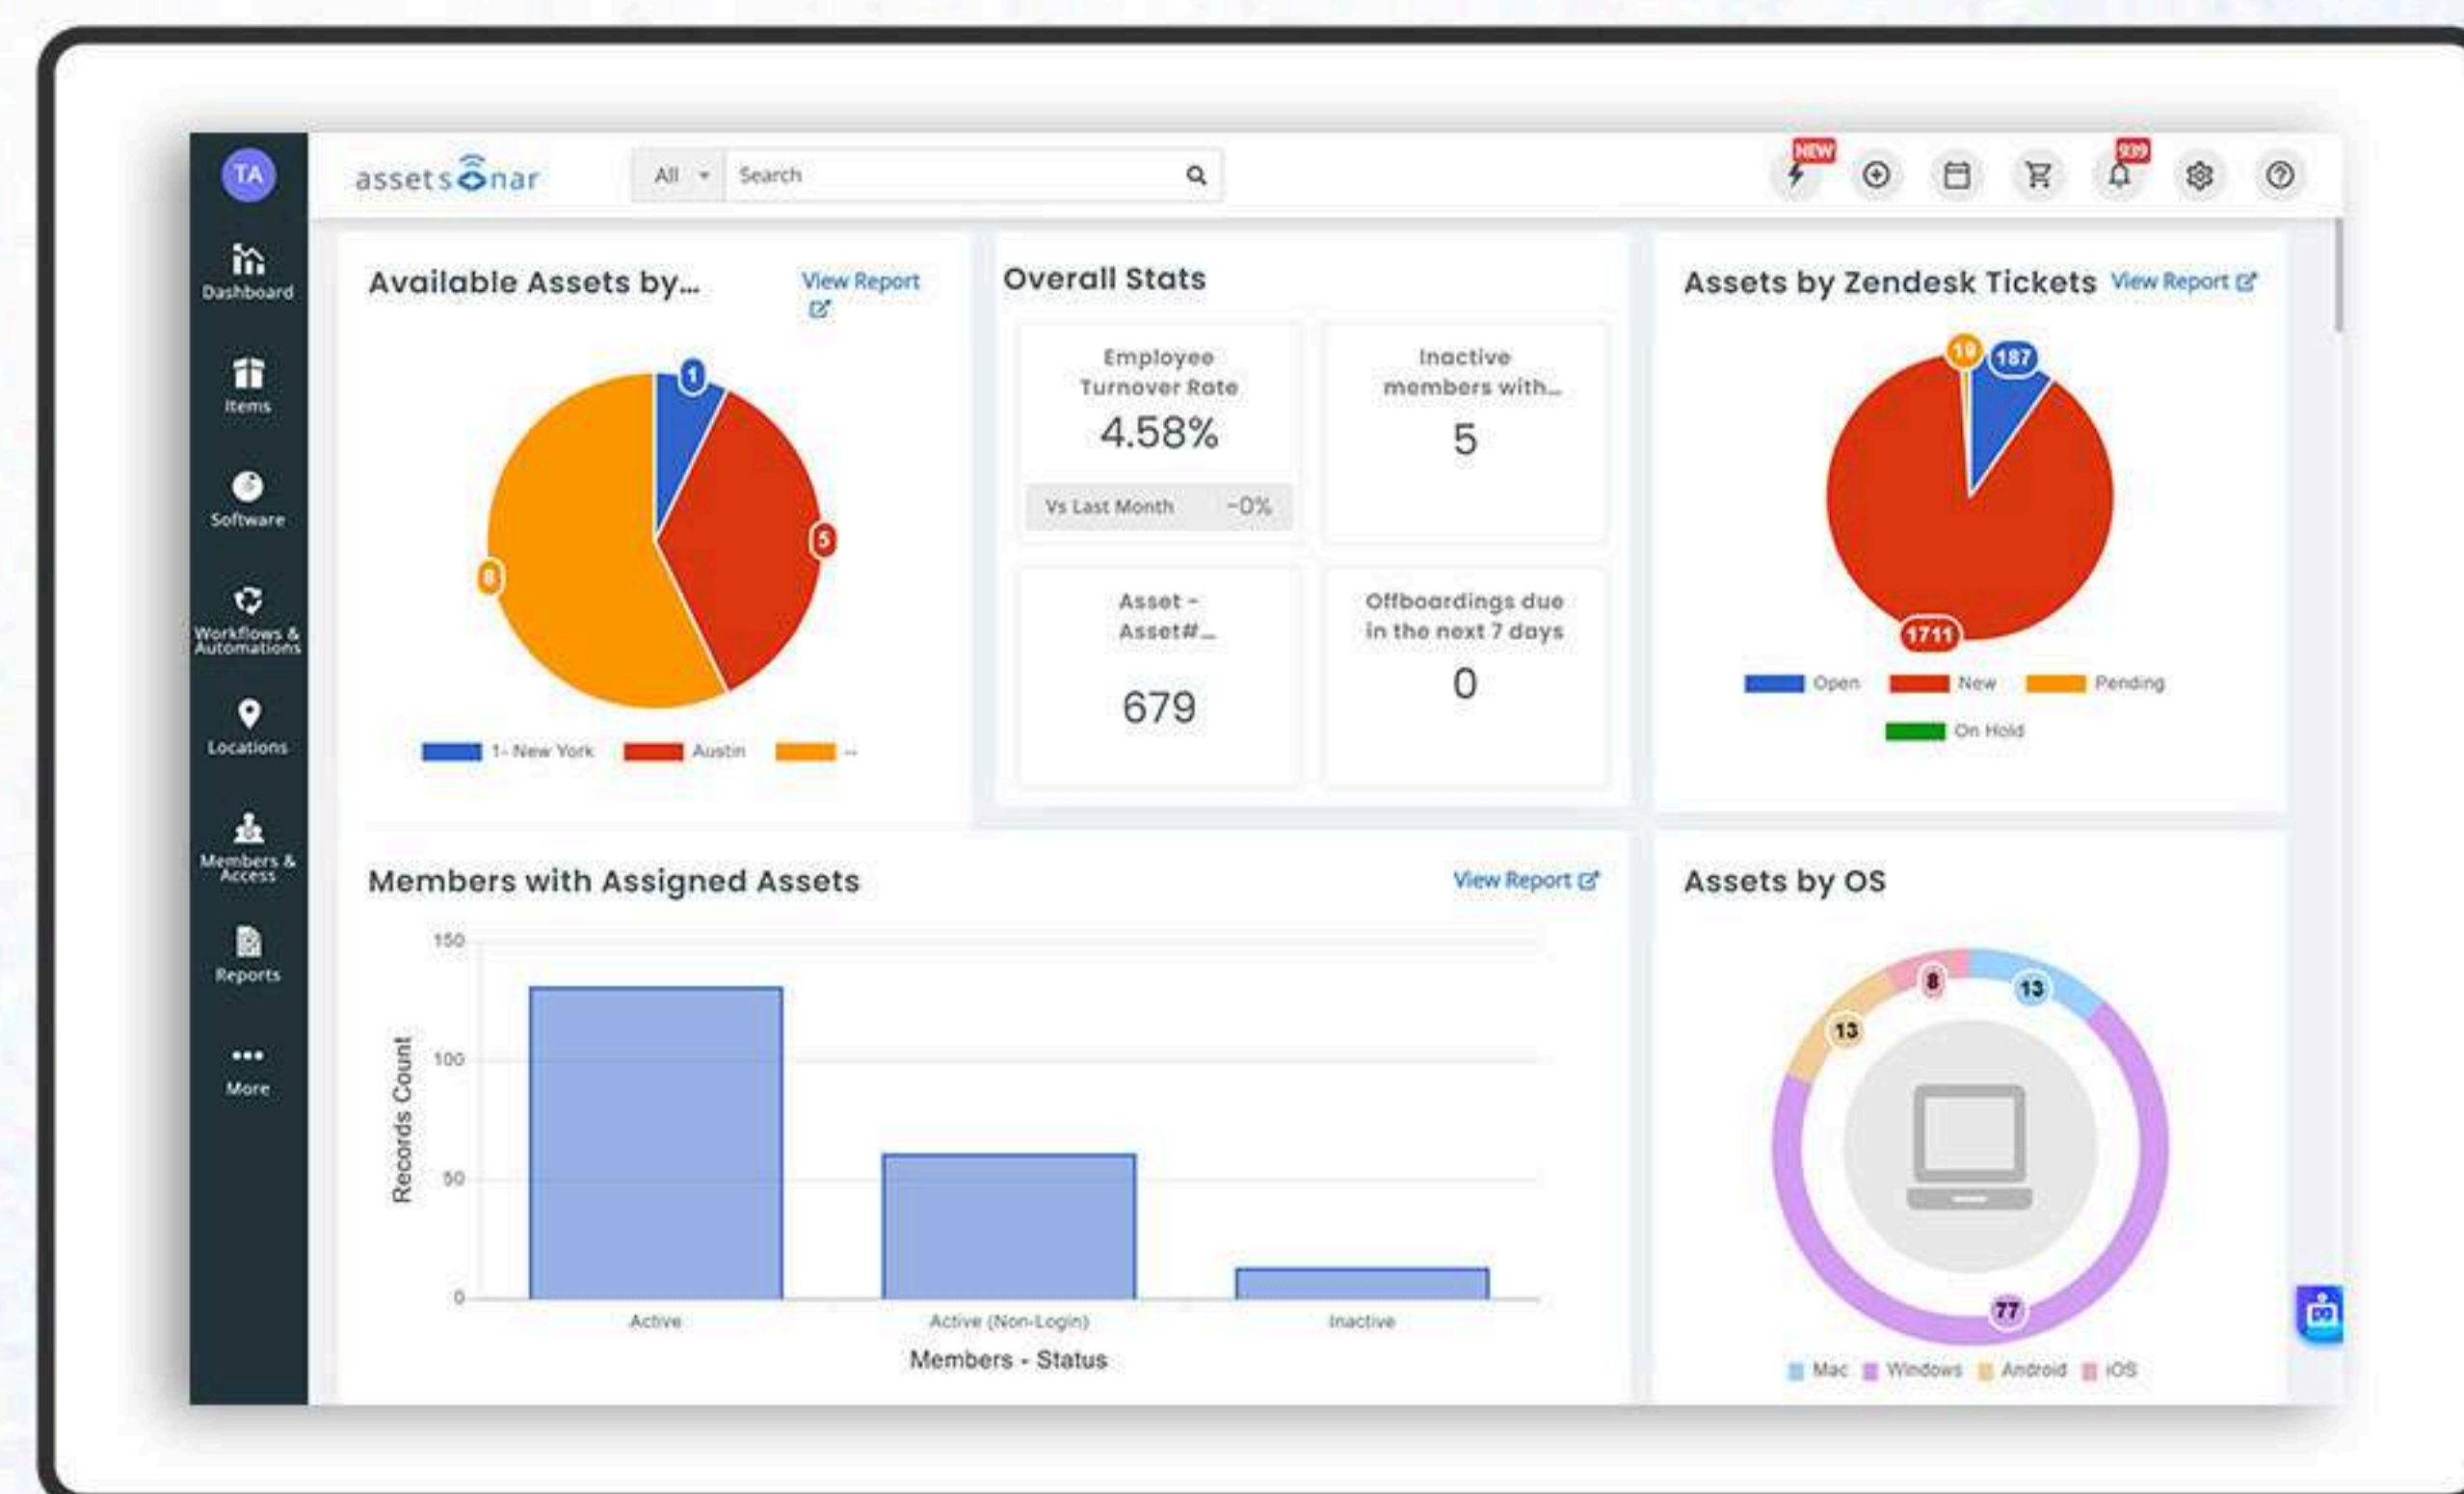 TA
assetsonar
All
Search
NEW
939
Dashboard
Items
Software
Workflows &
Automations
Locations
Members &
Access
Reports
More
Available Assets by...
View Report
1
5
8
1- New York
Austin
--
Overall Stats
Employee
Turnover Rate
4.58%
Vs Last Month
-0%
Inactive
members with...
5
Asset -
Asset#...
679
Offboardings due
in the next 7 days
0
Assets by Zendesk Tickets
View Report
19
187
1711
Open
New
Pending
On Hold
Members with Assigned Assets
View Report
150
100
50
0
Records Count
Active
Active (Non-Login)
Inactive
Members - Status
Assets by OS
8
13
13
77
Mac
Windows
Android
iOS